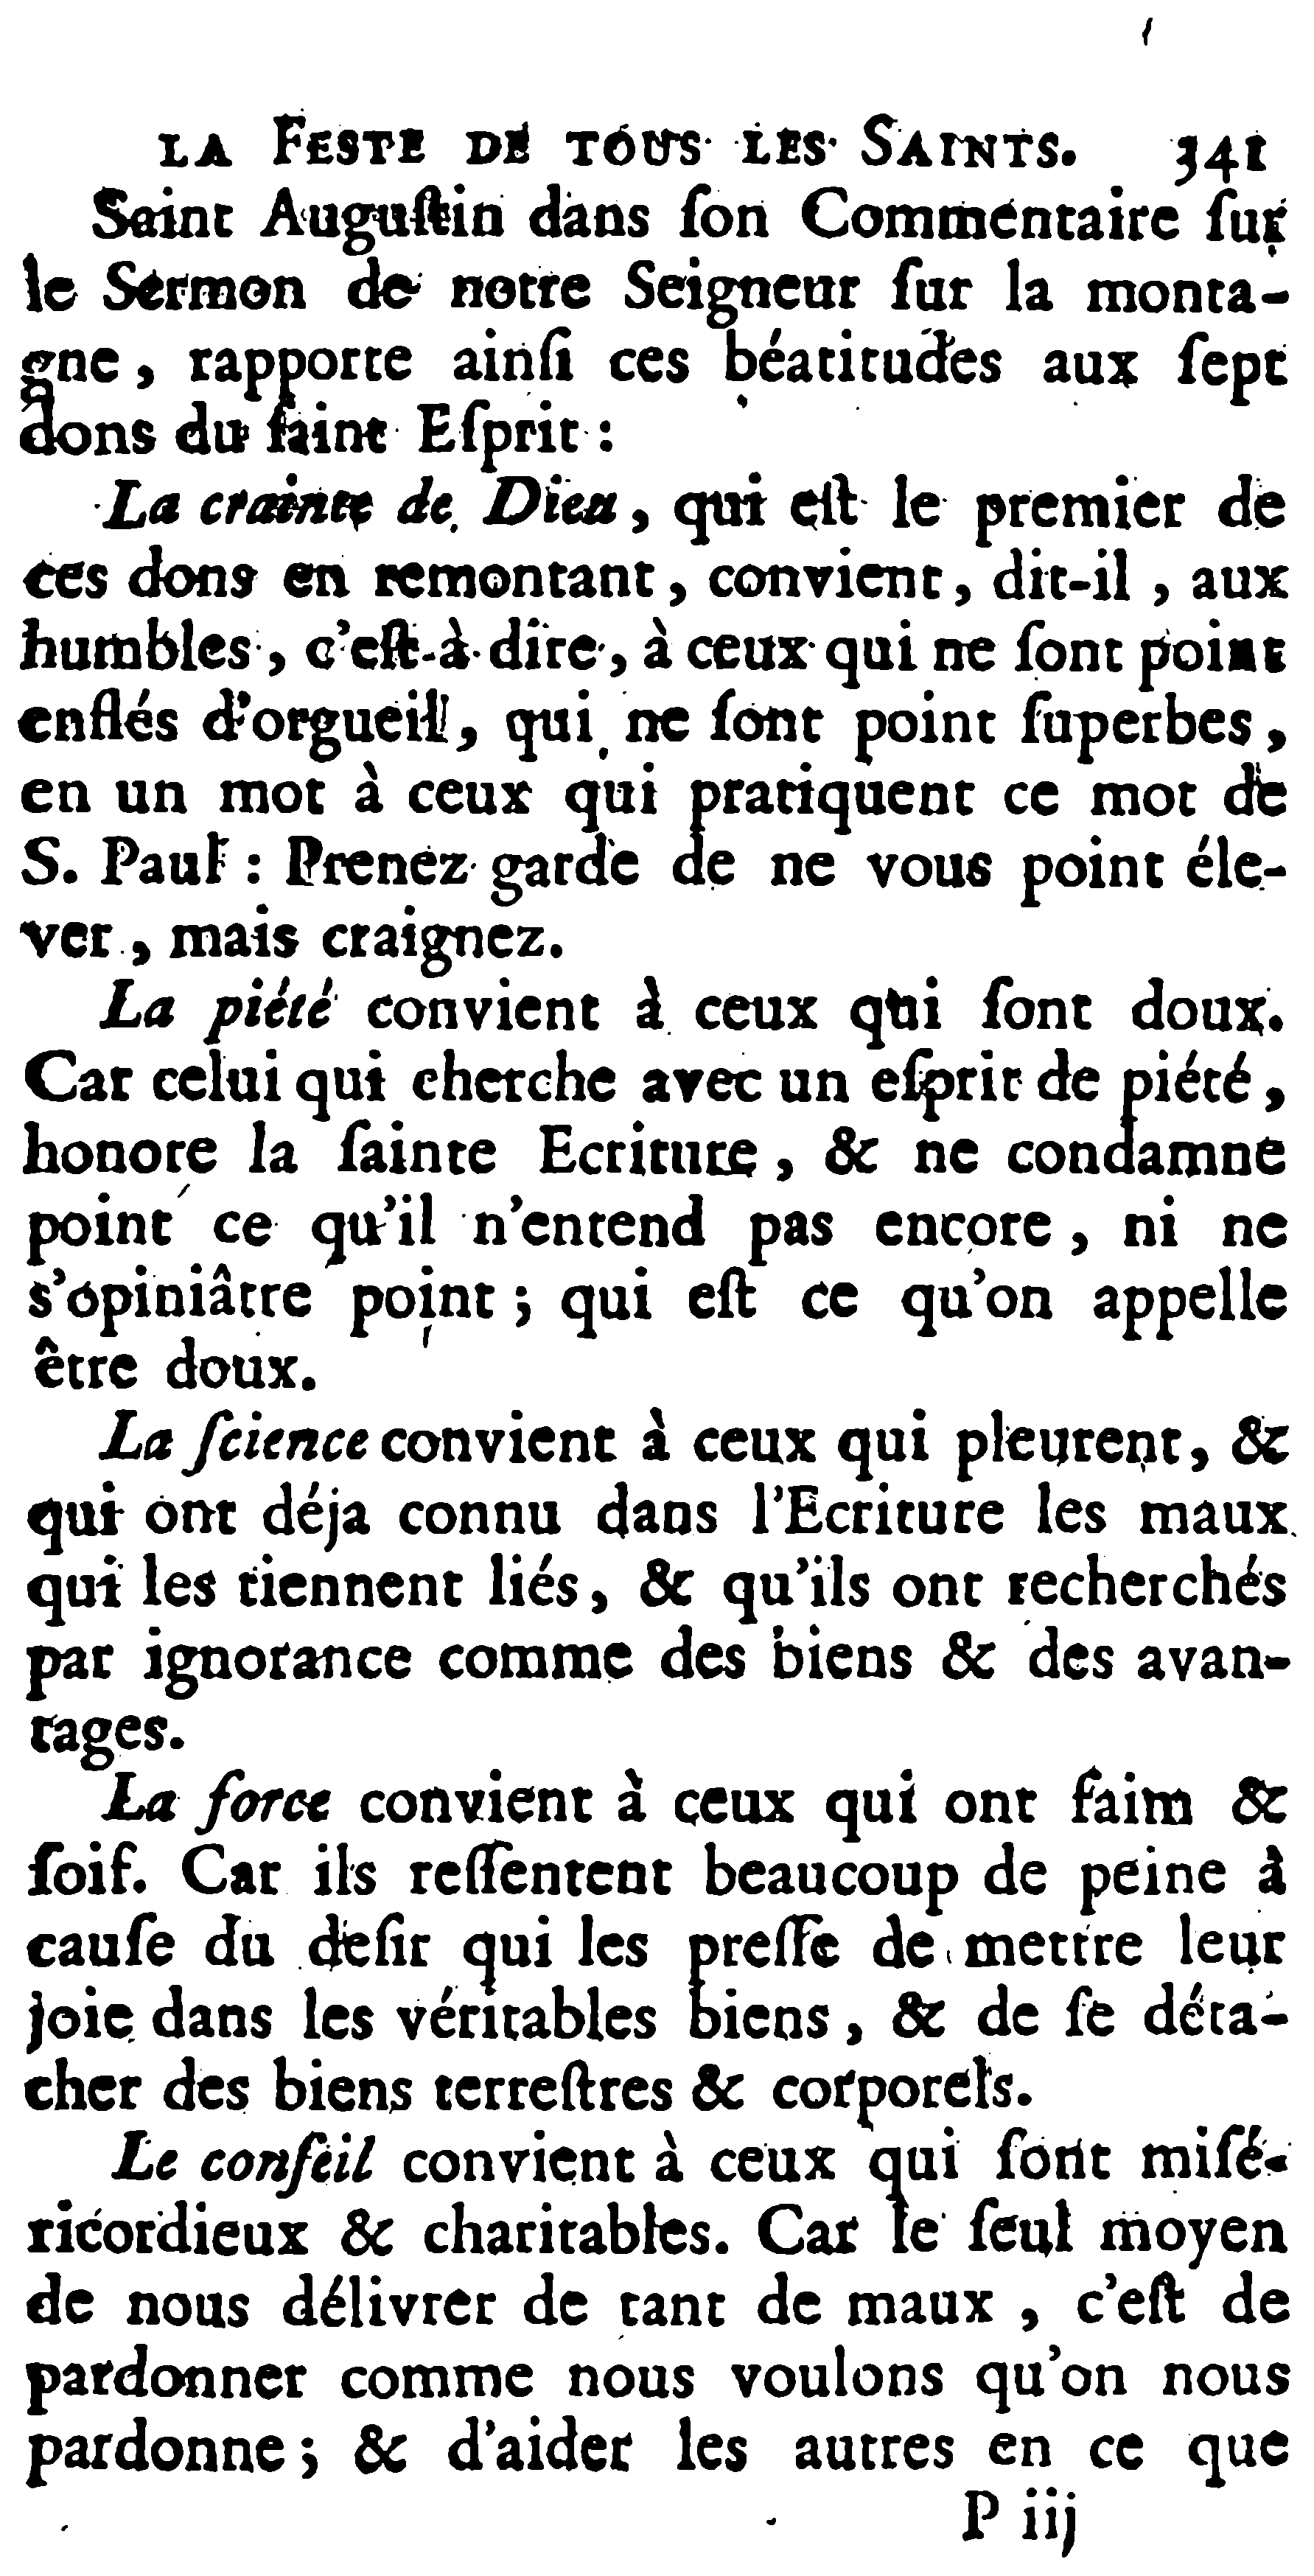 LA FESTE DE TOUS LES SAINTS. 341
Saint Auguſtin dans ſon Commentaire ſur
le Sermon de notre Seigneur ſur la monta-
gne, rapporte ainſi ces béatitudes aux ſept
dons du ſaint Eſprit :
La crainte de Dieu, qui eſt le premier de
ces dons en remontant, convient, dit-il, aux
humbles, c'eſt-à-dire, à ceux qui ne ſont point
enflés d'orgueil, qui ne ſont point ſuperbes,
en un mot à ceux qui pratiquent ce mot de
S. Paul : Prenez garde de ne vous point éle-
ver, mais craignez.
La piété convient à ceux qui ſont doux.
Car celui qui cherche avec un eſprit de piété,
honore la ſainte Ecriture, & ne condamne
point ce qu'il n'entend pas encore, ni ne
s'opiniâtre point ; qui eſt ce qu'on appelle
être doux.
La ſcience convient à ceux qui pleurent, &
qui ont déja connu dans l'Ecriture les maux
qui les tiennent liés, & qu'ils ont recherchés
par ignorance comme des biens & des avan-
tages.
La force convient à ceux qui ont faim &
ſoif. Car ils reſſentent beaucoup de peine à
cauſe du deſir qui les preſſe de mettre leur
joie dans les véritables biens, & de ſe déta-
cher des biens terreſtres & corporels.
Le conſeil convient à ceux qui ſont miſé-
ricordieux & charitables. Car le ſeul moyen
de nous délivrer de tant de maux, c'eſt de
pardonner comme nous voulons qu'on nous
pardonne ; & d'aider les autres en ce que
P iij